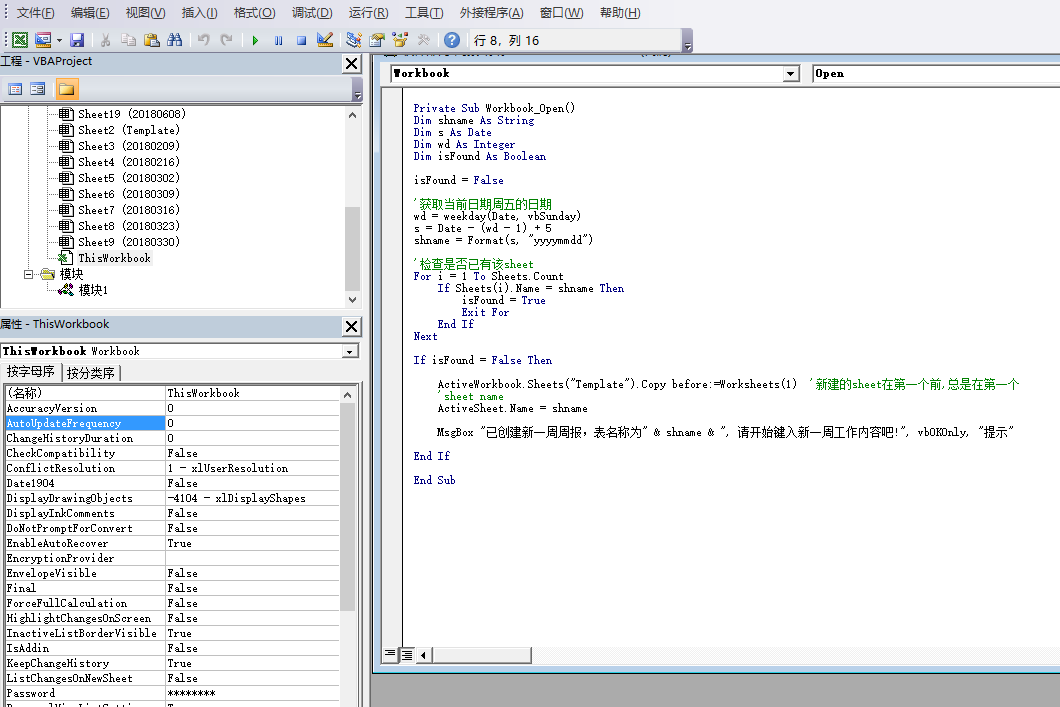 文件(F) 编辑(E) 视图(V) 插入(I) 格式(O) 调试(D) 运行(R) 工具(T) 外接程序(A) 窗口(W) 帮助(H)
行 8，列 16
工程 - VBAProject
Sheet19 (20180608)
Sheet2 (Template)
Sheet3 (20180209)
Sheet4 (20180216)
Sheet5 (20180302)
Sheet6 (20180309)
Sheet7 (20180316)
Sheet8 (20180323)
Sheet9 (20180330)
ThisWorkbook
模块
模块1
属性 - ThisWorkbook
ThisWorkbook Workbook
按字母序 按分类序
(名称) ThisWorkbook
AccuracyVersion 0
AutoUpdateFrequency 0
ChangeHistoryDuration 0
CheckCompatibility False
ConflictResolution 1 - xlUserResolution
Date1904 False
DisplayDrawingObjects -4104 - xlDisplayShapes
DisplayInkComments False
DoNotPromptForConvert False
EnableAutoRecover True
EncryptionProvider
EnvelopeVisible False
Final False
ForceFullCalculation False
HighlightChangesOnScreen False
InactiveListBorderVisible True
IsAddin False
KeepChangeHistory True
ListChangesOnNewSheet False
Password ********
Workbook Open
Private Sub Workbook_Open()
Dim shname As String
Dim s As Date
Dim wd As Integer
Dim isFound As Boolean
isFound = False
'获取当前日期周五的日期
wd = weekday(Date, vbSunday)
s = Date - (wd - 1) + 5
shname = Format(s, "yyyymmdd")
'检查是否已有该sheet
For i = 1 To Sheets.Count
If Sheets(i).Name = shname Then
isFound = True
Exit For
End If
Next
If isFound = False Then
ActiveWorkbook.Sheets("Template").Copy before:=Worksheets(1) '新建的sheet在第一个前,总是在第一个
'sheet name
ActiveSheet.Name = shname
MsgBox "已创建新一周周报，表名称为" & shname & ", 请开始键入新一周工作内容吧!", vbOKOnly, "提示"
End If
End Sub